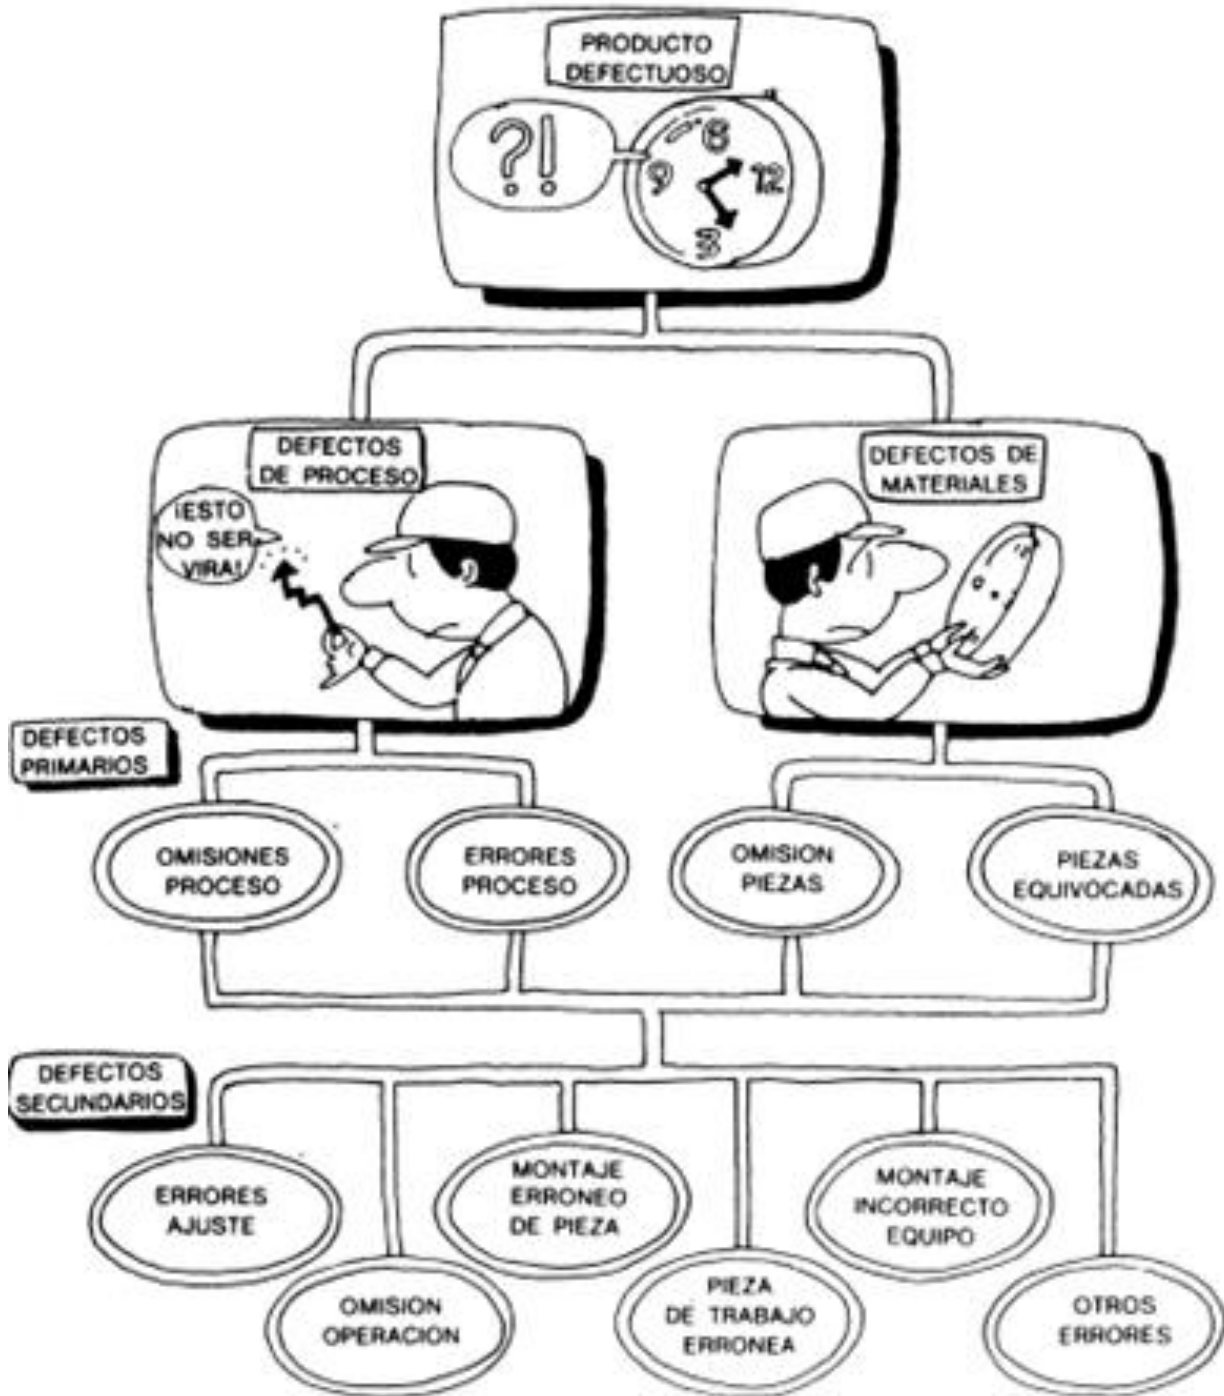 PRODUCTO
DEFECTUOSO
?!
6
9
12
3
DEFECTOS
DE PROCESO
¡ESTO
NO SER
VIRA!
DEFECTOS DE
MATERIALES
DEFECTOS
PRIMARIOS
OMISIONES
PROCESO
ERRORES
PROCESO
OMISION
PIEZAS
PIEZAS
EQUIVOCADAS
DEFECTOS
SECUNDARIOS
ERRORES
AJUSTE
OMISION
OPERACION
MONTAJE
ERRONEO
DE PIEZA
PIEZA
DE TRABAJO
ERRONEA
MONTAJE
INCORRECTO
EQUIPO
OTROS
ERRORES